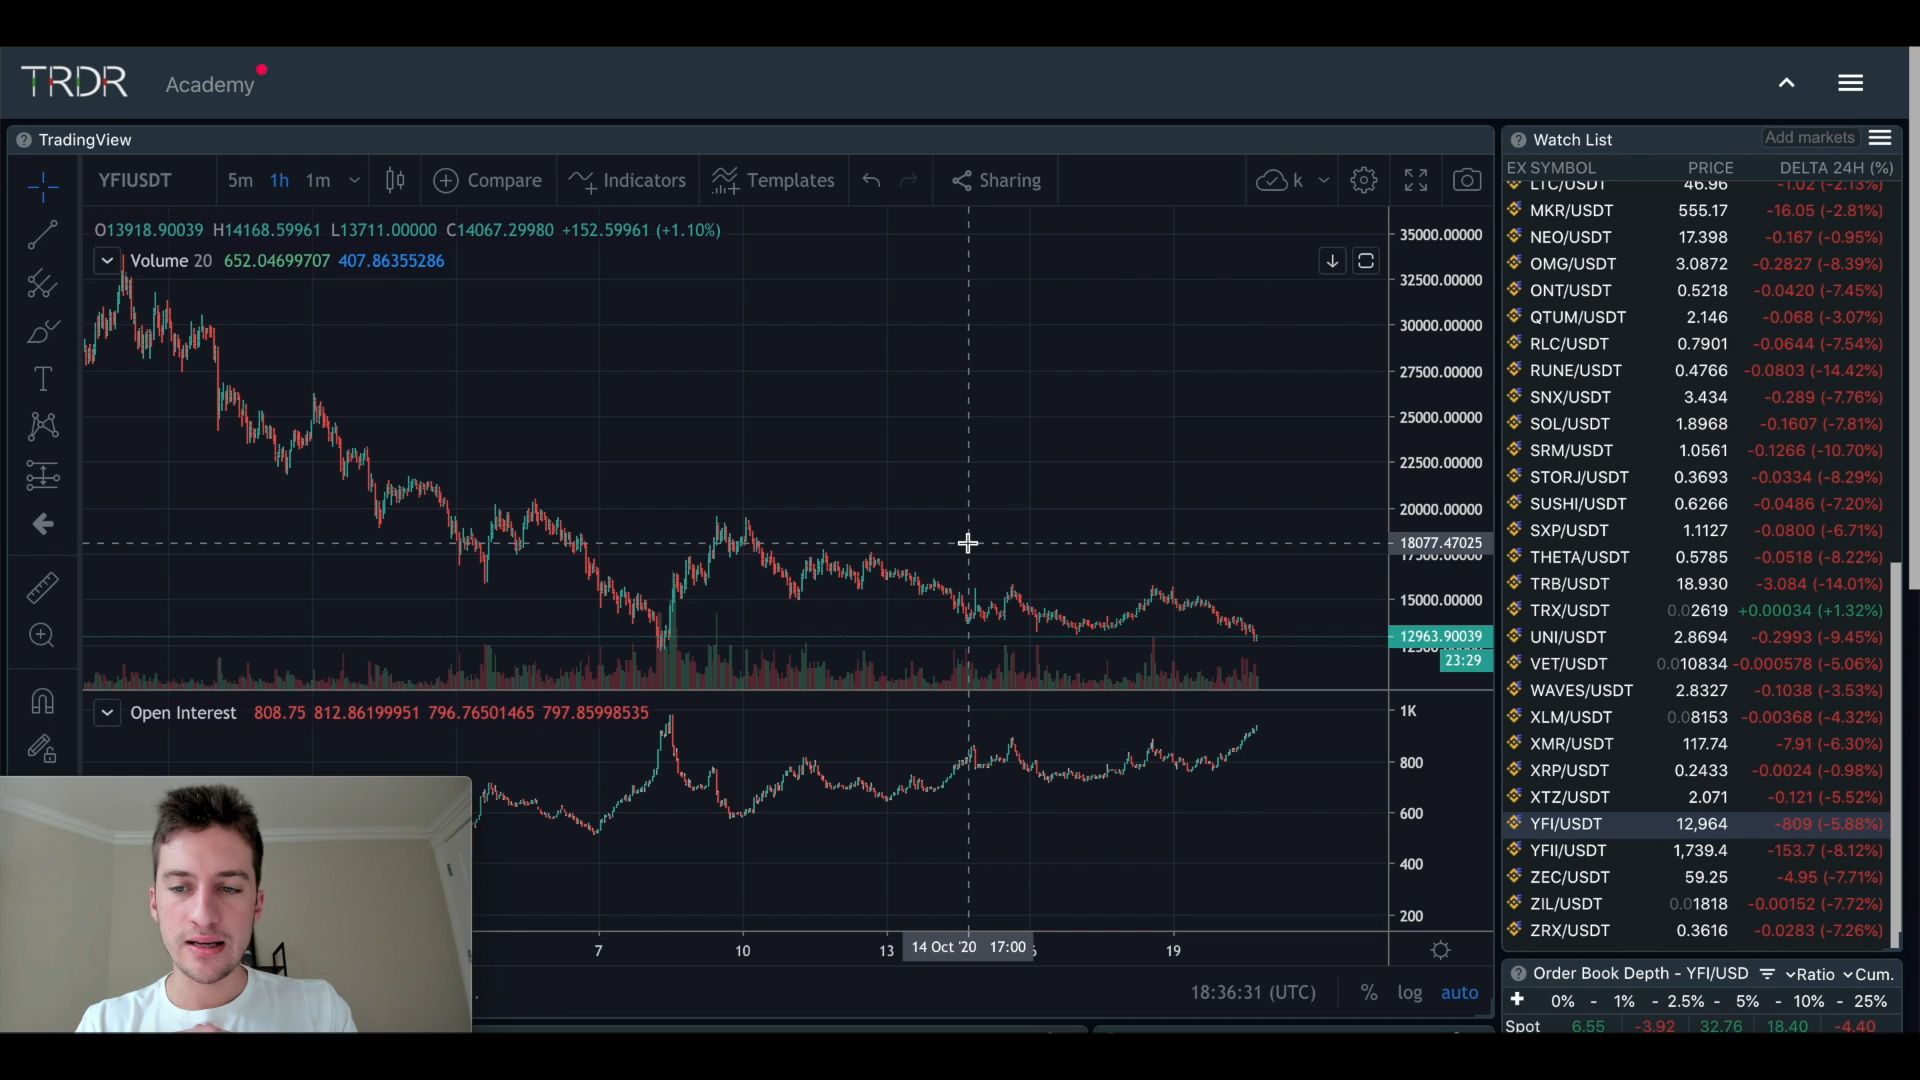 TRDR Academy
TradingView
YFIUSDT 5m 1h 1m Compare Indicators Templates Sharing k
O13918.90039 H14168.59961 L13711.00000 C14067.29980 +152.59961 (+1.10%)
Volume 20 652.04699707 407.86355286
35000.00000
32500.00000
30000.00000
27500.00000
25000.00000
22500.00000
20000.00000
18077.47025
15000.00000
12963.90039
23:29
Open Interest 808.75 812.86199951 796.76501465 797.85998535
1K
800
600
400
200
7 10 13 14 Oct '20 17:00 19
18:36:31 (UTC) % log auto
Watch List Add markets
EX SYMBOL PRICE DELTA 24H (%)
LTC/USDT 46.96 -1.02 (-2.13%)
MKR/USDT 555.17 -16.05 (-2.81%)
NEO/USDT 17.398 -0.167 (-0.95%)
OMG/USDT 3.0872 -0.2827 (-8.39%)
ONT/USDT 0.5218 -0.0420 (-7.45%)
QTUM/USDT 2.146 -0.068 (-3.07%)
RLC/USDT 0.7901 -0.0644 (-7.54%)
RUNE/USDT 0.4766 -0.0803 (-14.42%)
SNX/USDT 3.434 -0.289 (-7.76%)
SOL/USDT 1.8968 -0.1607 (-7.81%)
SRM/USDT 1.0561 -0.1266 (-10.70%)
STORJ/USDT 0.3693 -0.0334 (-8.29%)
SUSHI/USDT 0.6266 -0.0486 (-7.20%)
SXP/USDT 1.1127 -0.0800 (-6.71%)
THETA/USDT 0.5785 -0.0518 (-8.22%)
TRB/USDT 18.930 -3.084 (-14.01%)
TRX/USDT 0.02619 +0.00034 (+1.32%)
UNI/USDT 2.8694 -0.2993 (-9.45%)
VET/USDT 0.010834 -0.000578 (-5.06%)
WAVES/USDT 2.8327 -0.1038 (-3.53%)
XLM/USDT 0.08153 -0.00368 (-4.32%)
XMR/USDT 117.74 -7.91 (-6.30%)
XRP/USDT 0.2433 -0.0024 (-0.98%)
XTZ/USDT 2.071 -0.121 (-5.52%)
YFI/USDT 12,964 -809 (-5.88%)
YFII/USDT 1,739.4 -153.7 (-8.12%)
ZEC/USDT 59.25 -4.95 (-7.71%)
ZIL/USDT 0.01818 -0.00152 (-7.72%)
ZRX/USDT 0.3616 -0.0283 (-7.26%)
Order Book Depth - YFI/USD Ratio Cum.
0% - 1% - 2.5% - 5% - 10% - 25%
Spot 6.55 -3.92 32.76 18.40 -4.40